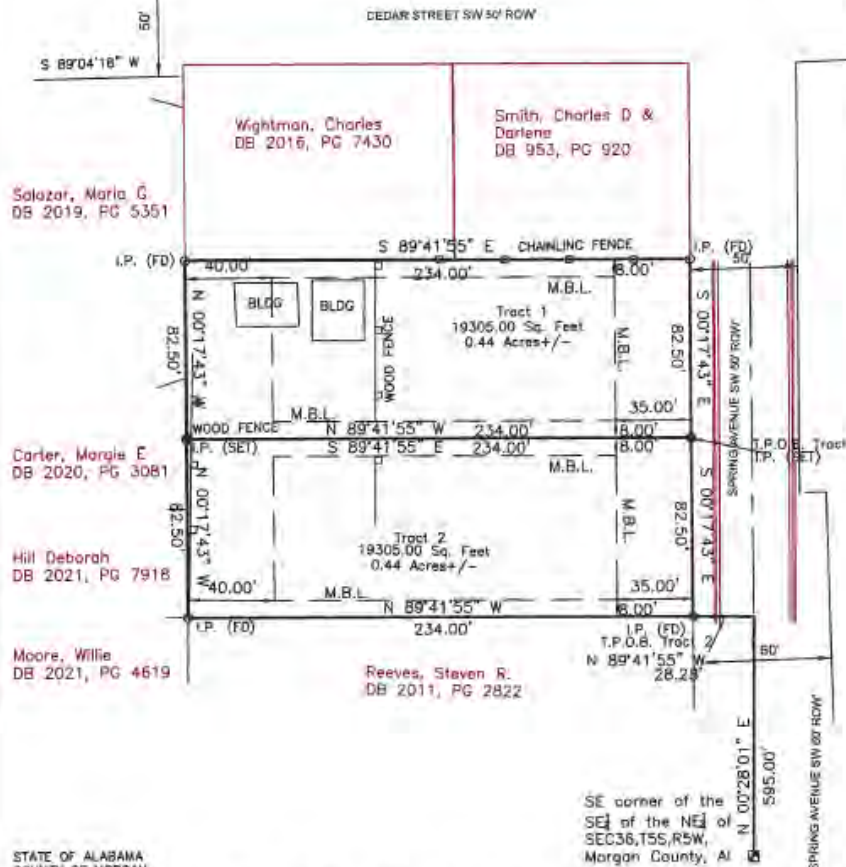 CEDAR STREET SW 50' ROW
50'
S 89°04'18" W
Wightman, Charles
DB 2016, PG 7430
Smith, Charles D &
Darlene
DB 953, PG 920
Salazar, Maria G
DB 2019, PG 5351
S 89°41'55" E
CHAINLING FENCE
I.P. (FD)
I.P. (FD)
40.00'
234.00'
8.00'
50'
M.B.L.
BLDG
BLDG
Tract 1
19305.00 Sq. Feet
0.44 Acres+/-
N 00°17'43" W
82.50'
WOOD FENCE
M.B.L.
82.50'
S 00°17'43" E
SPRING AVENUE SW 50' ROW
35.00'
M.B.L.
WOOD FENCE
N 89°41'55" W
234.00'
8.00'
I.P. (SET)
S 89°41'55" E
234.00'
8.00'
T.P.O.B. Tract
I.P. (SET)
M.B.L.
Carter, Margie E
DB 2020, PG 3081
N 00°17'43" W
82.50'
M.B.L.
82.50'
S 00°17'43" E
Tract 2
19305.00 Sq. Feet
0.44 Acres+/-
Hill Deborah
DB 2021, PG 7918
40.00'
M.B.L.
35.00'
N 89°41'55" W
8.00'
I.P. (FD)
234.00'
I.P. (FD)
T.P.O.B. Tract 2
Moore, Willie
DB 2021, PG 4619
Reeves, Steven R.
DB 2011, PG 2822
N 89°41'55" W
28.28'
60'
N 00°28'01" E
595.00'
SPRING AVENUE SW 60' ROW
SE corner of the
SE¼ of the NE¼ of
SEC36,T5S,R5W,
Morgan County, Al
STATE OF ALABAMA